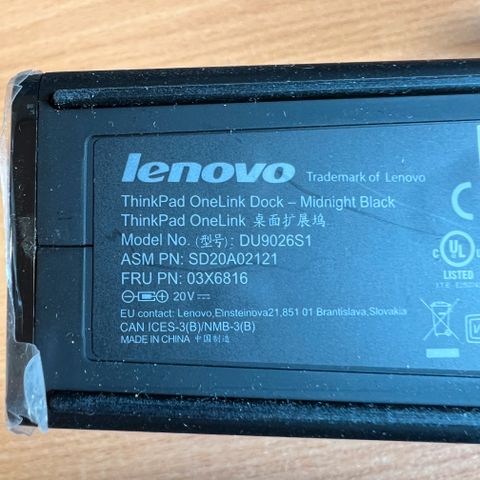 lenovo Trademark of Lenovo
ThinkPad OneLink Dock – Midnight Black
ThinkPad OneLink 桌面扩展坞
Model No. (型号): DU9026S1
ASM PN: SD20A02121
FRU PN: 03X6816
20V
EU contact: Lenovo,Einsteinova21,851 01 Brantislava,Slovakia
CAN ICES-3(B)/NMB-3(B)
MADE IN CHINA 中国制造
C UL
LISTED